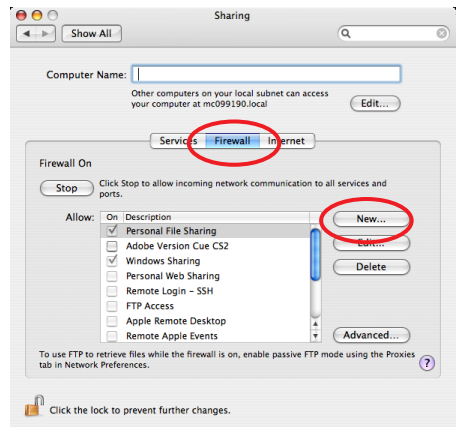 Sharing
Show All
Computer Name:
Other computers on your local subnet can access
your computer at mc099190.local
Edit...
Services Firewall Internet
Firewall On
Stop
Click Stop to allow incoming network communication to all services and
ports.
Allow:
On Description
New...
Personal File Sharing
Adobe Version Cue CS2
Edit...
Windows Sharing
Personal Web Sharing
Delete
Remote Login – SSH
FTP Access
Apple Remote Desktop
Remote Apple Events
Advanced...
To use FTP to retrieve files while the firewall is on, enable passive FTP mode using the Proxies
tab in Network Preferences.
?
Click the lock to prevent further changes.